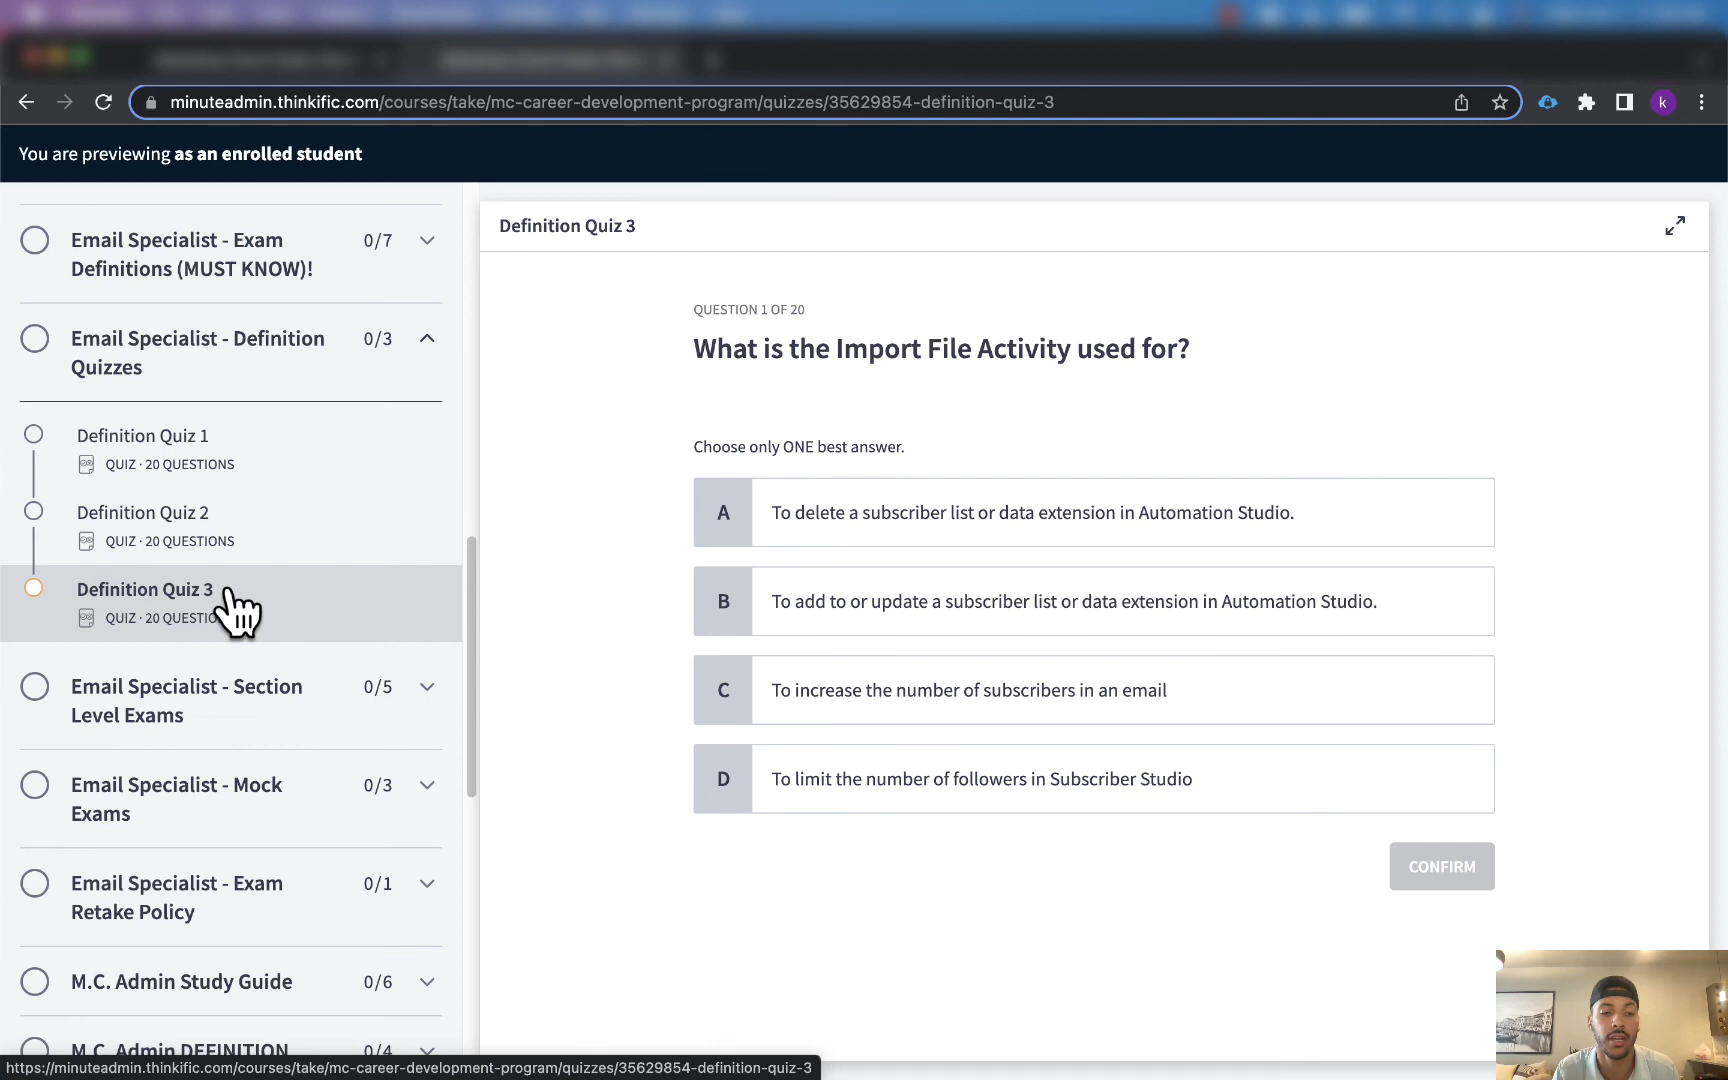 minuteadmin.thinkific.com/courses/take/mc-career-development-program/quizzes/35629854-definition-quiz-3
k
You are previewing as an enrolled student
Email Specialist - Exam
Definitions (MUST KNOW)!
0/7
Email Specialist - Definition
Quizzes
0/3
Definition Quiz 1
QUIZ · 20 QUESTIONS
Definition Quiz 2
QUIZ · 20 QUESTIONS
Definition Quiz 3
QUIZ · 20 QUESTIO
Email Specialist - Section
Level Exams
0/5
Email Specialist - Mock
Exams
0/3
Email Specialist - Exam
Retake Policy
0/1
M.C. Admin Study Guide
0/6
M.C. Admin DEFINITION
0/4
https://minuteadmin.thinkific.com/courses/take/mc-career-development-program/quizzes/35629854-definition-quiz-3
Definition Quiz 3
QUESTION 1 OF 20
What is the Import File Activity used for?
Choose only ONE best answer.
A To delete a subscriber list or data extension in Automation Studio.
B To add to or update a subscriber list or data extension in Automation Studio.
C To increase the number of subscribers in an email
D To limit the number of followers in Subscriber Studio
CONFIRM